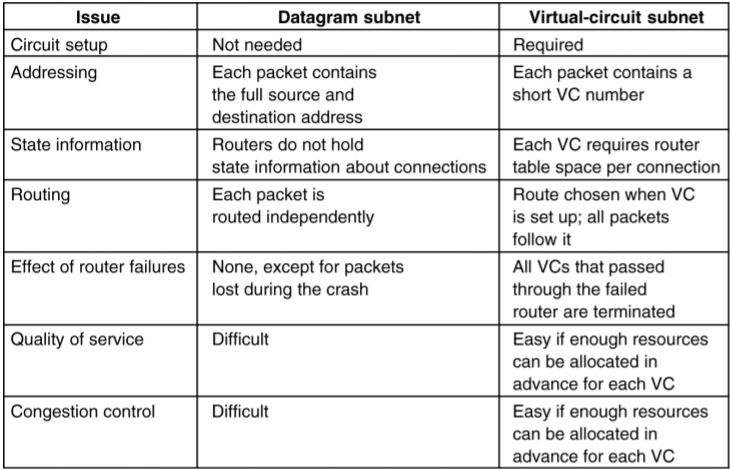 Issue Datagram subnet Virtual-circuit subnet
Circuit setup Not needed Required
Addressing Each packet contains Each packet contains a
the full source and short VC number
destination address
State information Routers do not hold Each VC requires router
state information about connections table space per connection
Routing Each packet is Route chosen when VC
routed independently is set up; all packets
follow it
Effect of router failures None, except for packets All VCs that passed
lost during the crash through the failed
router are terminated
Quality of service Difficult Easy if enough resources
can be allocated in
advance for each VC
Congestion control Difficult Easy if enough resources
can be allocated in
advance for each VC